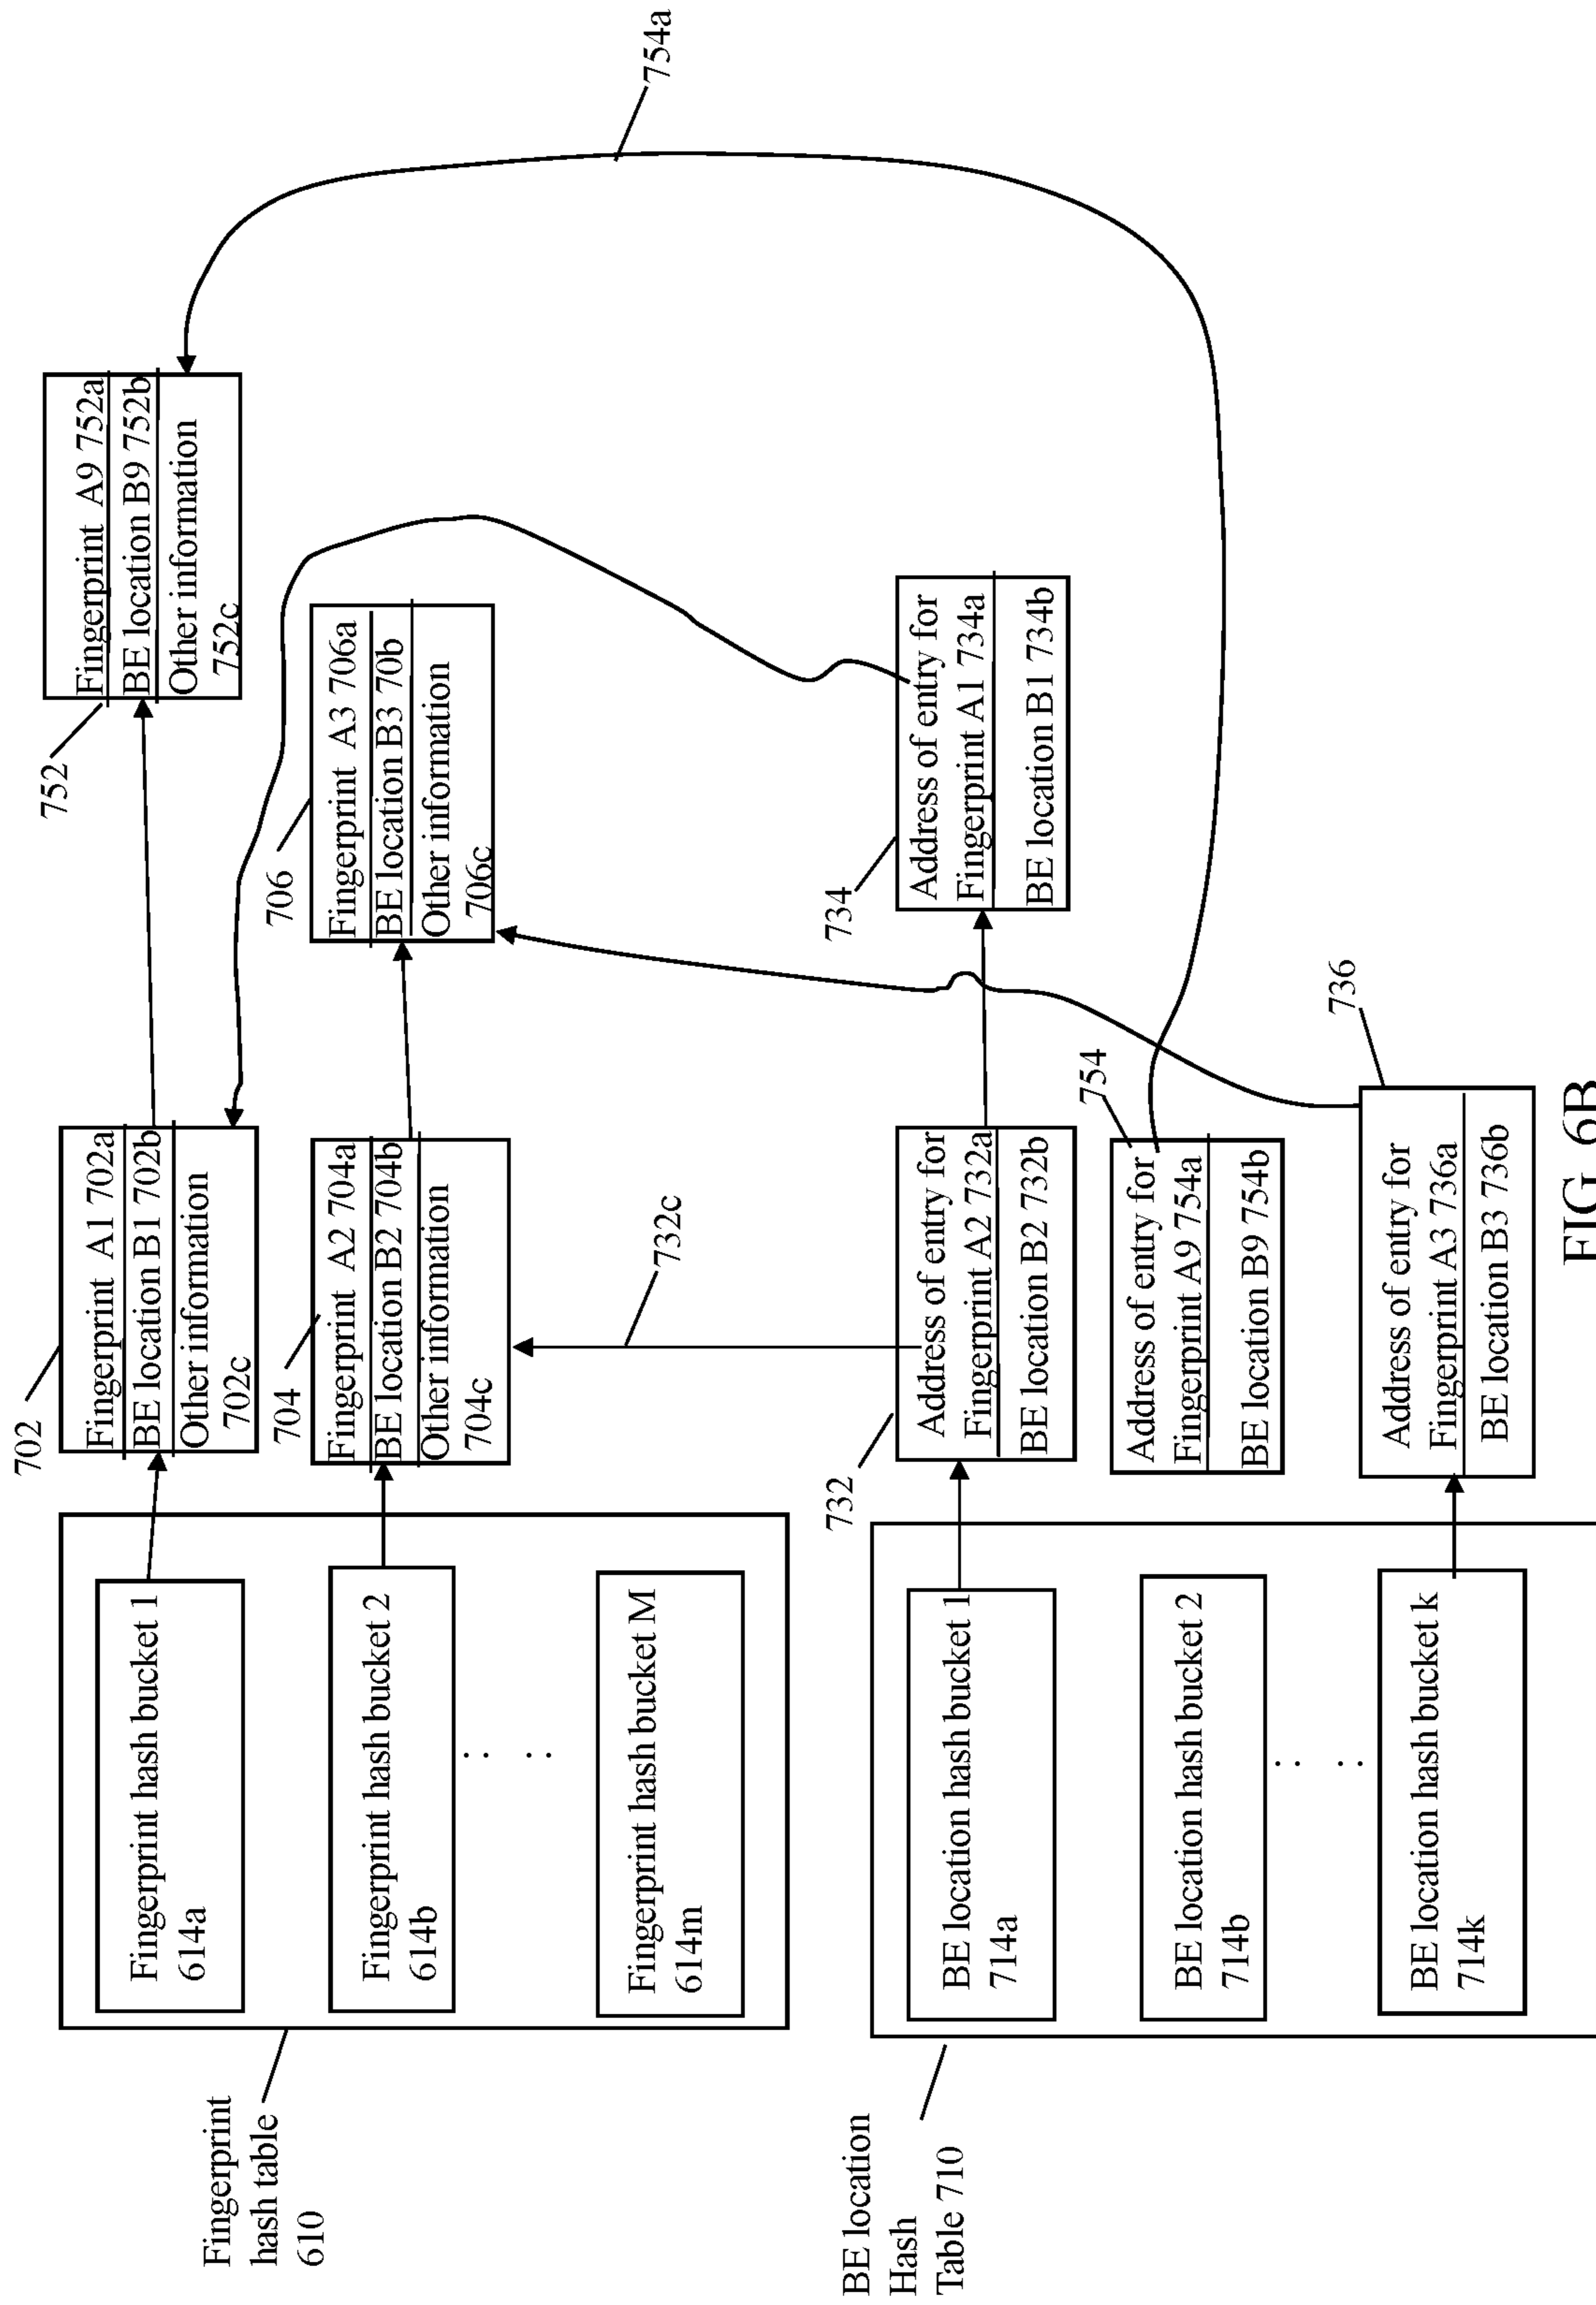 702
Fingerprint A1 702a
BE location B1 702b
Other information
702c
752
Fingerprint A9 752a
BE location B9 752b
Other information
752c
754a
Fingerprint
hash table
610
Fingerprint hash bucket 1
614a
Fingerprint hash bucket 2
614b
: :
Fingerprint hash bucket M
614m
704
Fingerprint A2 704a
BE location B2 704b
Other information
704c
706
Fingerprint A3 706a
BE location B3 70b
Other information
706c
732c
BE location
Hash
Table 710
BE location hash bucket 1
714a
BE location hash bucket 2
714b
: :
BE location hash bucket k
714k
732
Address of entry for
Fingerprint A2 732a
BE location B2 732b
734
Address of entry for
Fingerprint A1 734a
BE location B1 734b
754
Address of entry for
Fingerprint A9 754a
BE location B9 754b
736
Address of entry for
Fingerprint A3 736a
BE location B3 736b
FIG. 6B